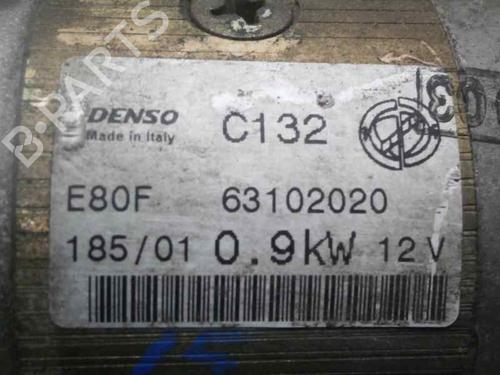 B-PARTS
DENSO
Made in Italy
C132
E80F 63102020
185/01 0.9kW 12 V